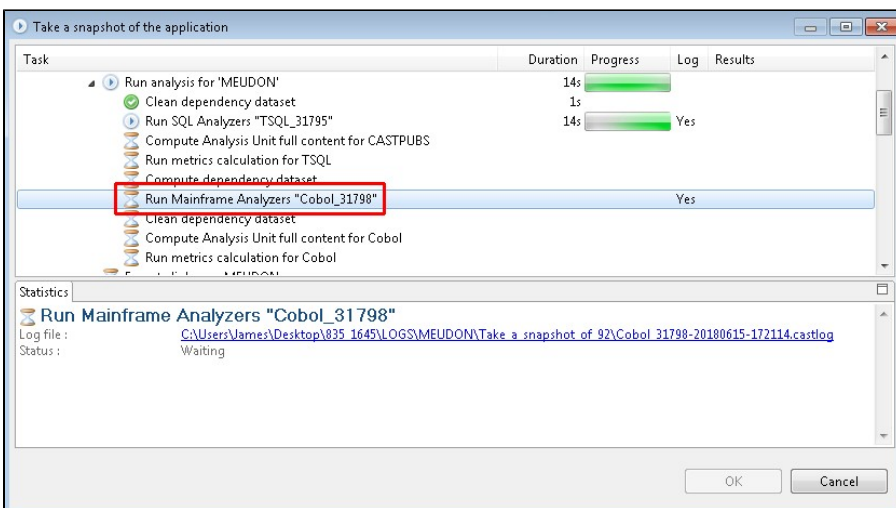 Take a snapshot of the application
Task Duration Progress Log Results
Run analysis for 'MEUDON' 14s
Clean dependency dataset 1s
Run SQL Analyzers "TSQL_31795" 14s Yes
Compute Analysis Unit full content for CASTPUBS
Run metrics calculation for TSQL
Compute dependency dataset
Run Mainframe Analyzers "Cobol_31798" Yes
Clean dependency dataset
Compute Analysis Unit full content for Cobol
Run metrics calculation for Cobol
Statistics
Run Mainframe Analyzers "Cobol_31798"
Log file : C:\Users\James\Desktop\835_1645\LOGS\MEUDON\Take_a_snapshot_of_92\Cobol_31798-20180615-172114.castlog
Status : Waiting
OK Cancel